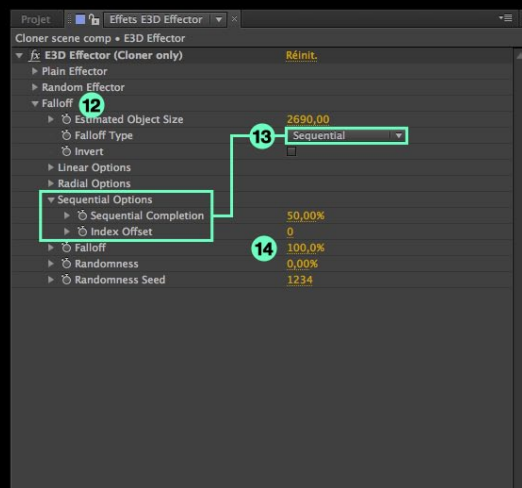 Projet Effets E3D Effector
Cloner scene comp • E3D Effector
fx E3D Effector (Cloner only) Réinit.
Plain Effector
Random Effector
Falloff 12
Estimated Object Size 2690,00
Falloff Type 13 Sequential
Invert
Linear Options
Radial Options
Sequential Options
Sequential Completion 50,00%
Index Offset 0
Falloff 14 100,0%
Randomness 0,00%
Randomness Seed 1234